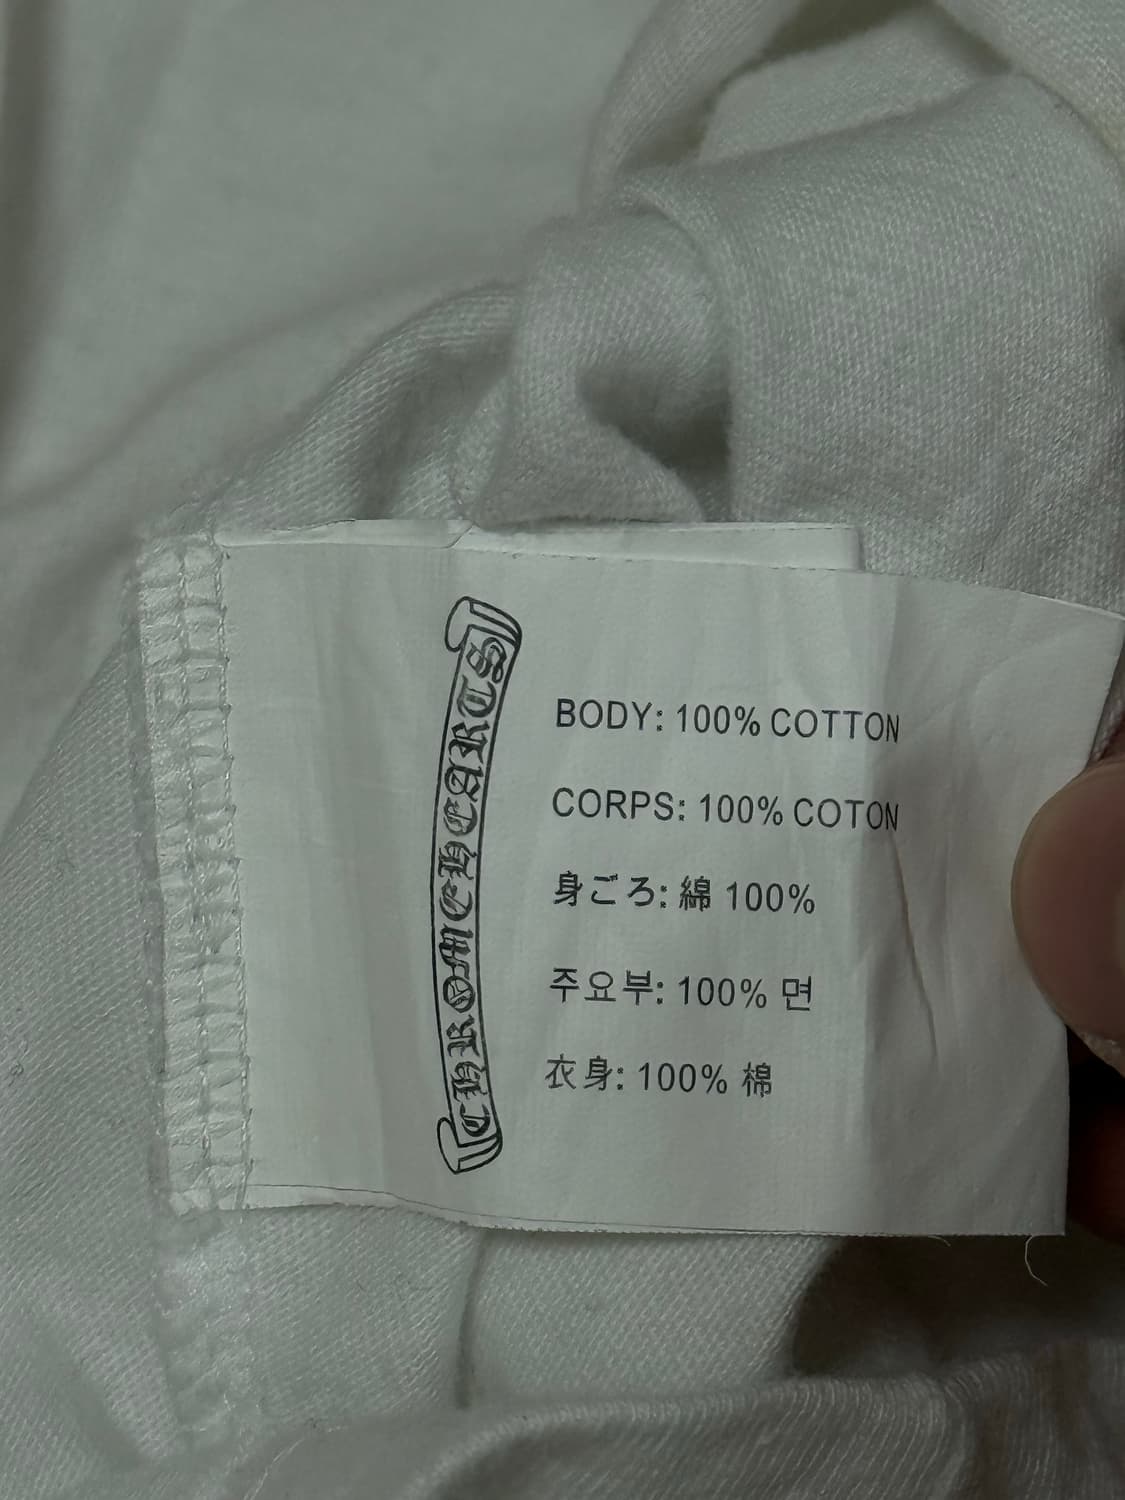 CHROME HEARTS
BODY: 100% COTTON
CORPS: 100% COTON
身ごろ: 綿 100%
주요부: 100% 면
衣身: 100% 棉